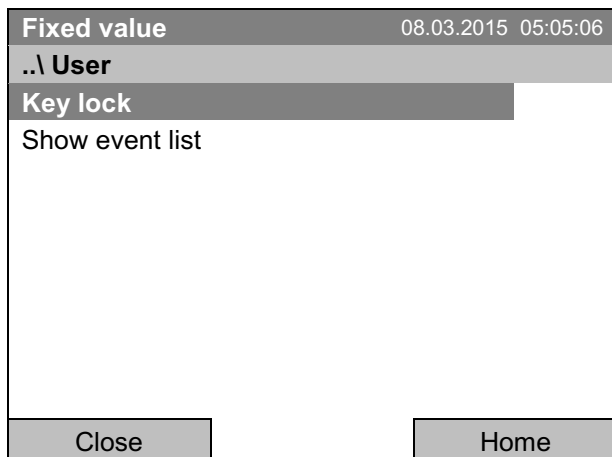 Fixed value 08.03.2015 05:05:06
..\ User
Key lock
Show event list
Close Home